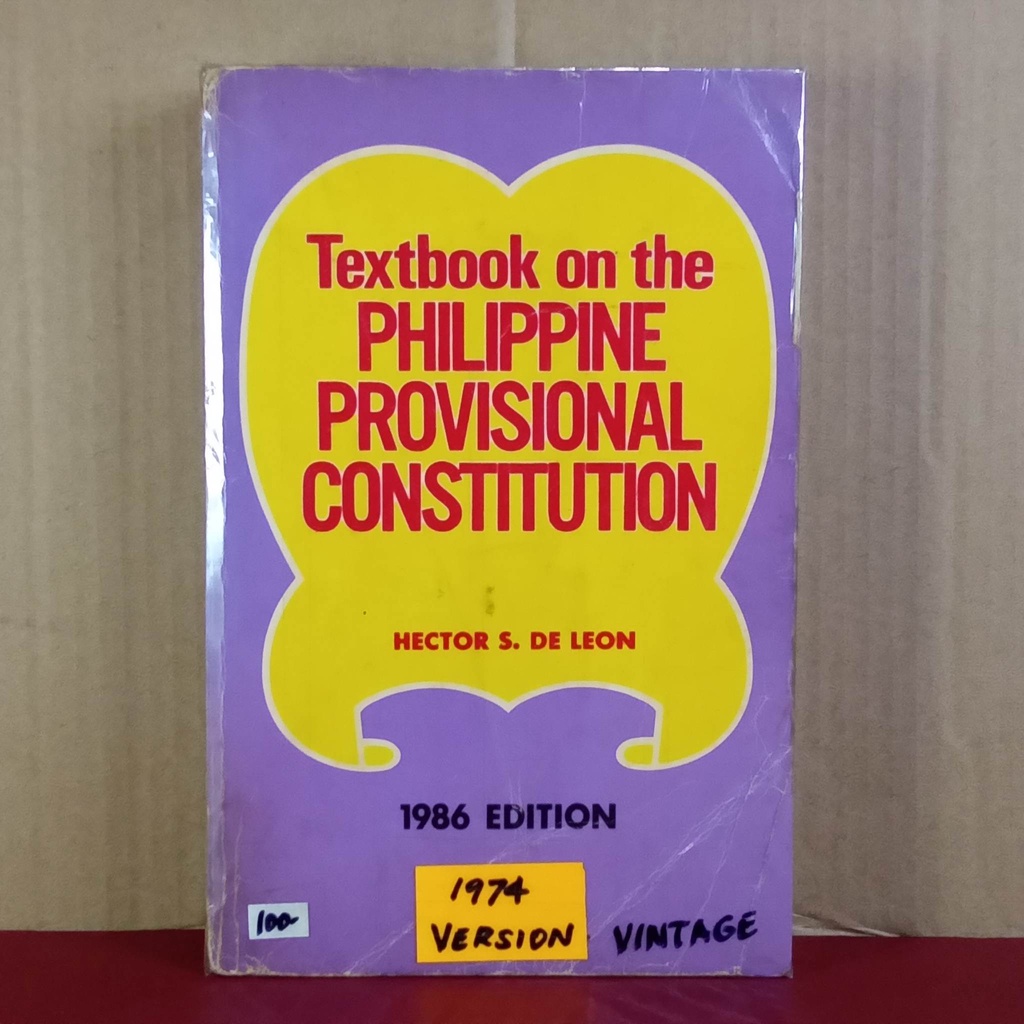 Textbook on the
PHILIPPINE
PROVISIONAL
CONSTITUTION
HECTOR S. DE LEON
1986 EDITION
1974
VERSION
100-
VINTAGE